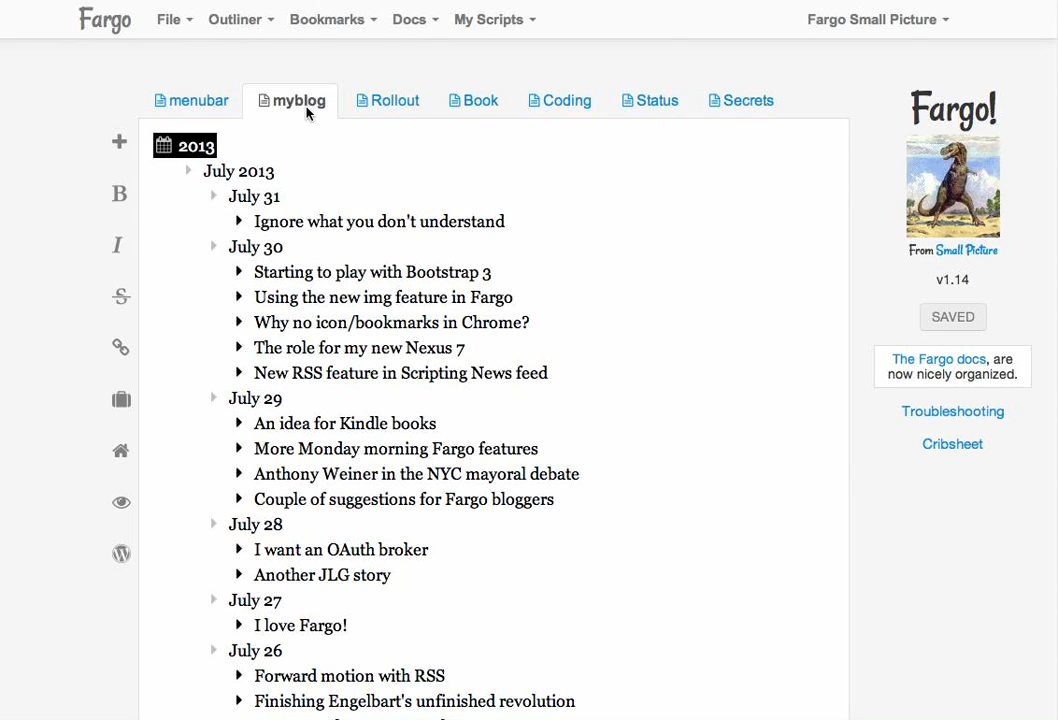 Fargo
File
Outliner
Bookmarks
Docs
My Scripts
Fargo Small Picture
menubar
myblog
Rollout
Book
Coding
Status
Secrets
2013
July 2013
July 31
Ignore what you don't understand
July 30
Starting to play with Bootstrap 3
Using the new img feature in Fargo
Why no icon/bookmarks in Chrome?
The role for my new Nexus 7
New RSS feature in Scripting News feed
July 29
An idea for Kindle books
More Monday morning Fargo features
Anthony Weiner in the NYC mayoral debate
Couple of suggestions for Fargo bloggers
July 28
I want an OAuth broker
Another JLG story
July 27
I love Fargo!
July 26
Forward motion with RSS
Finishing Engelbart's unfinished revolution
B
I
S
Fargo!
From Small Picture
v1.14
SAVED
The Fargo docs, are
now nicely organized.
Troubleshooting
Cribsheet